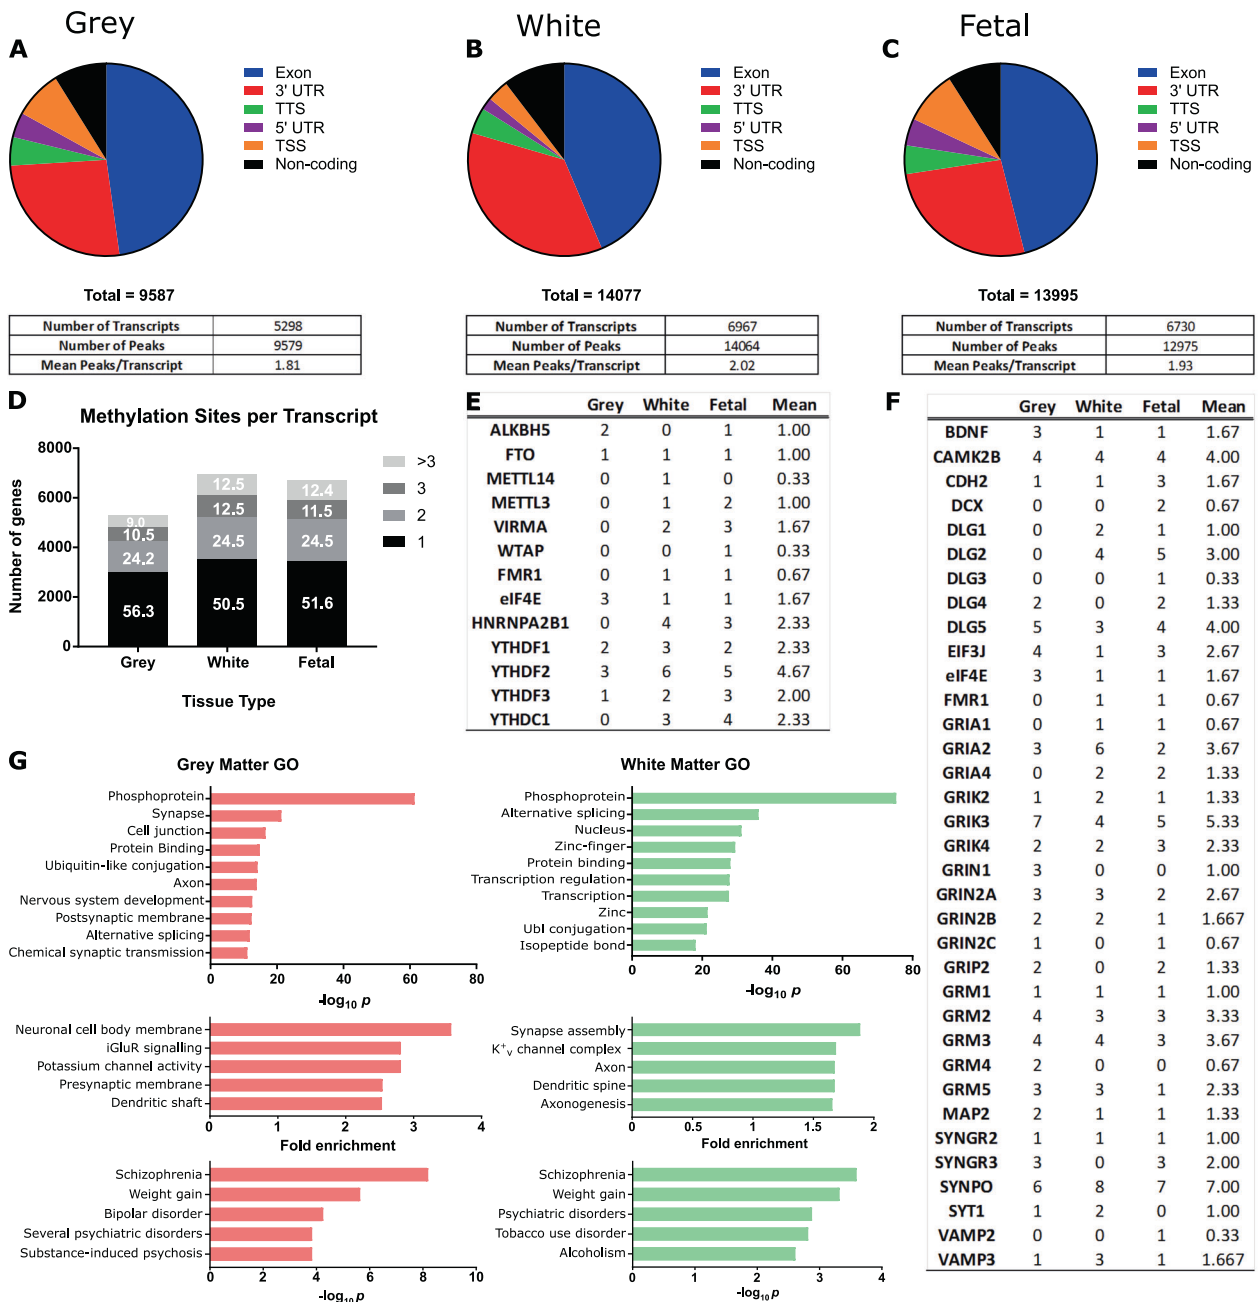 Grey
White
Fetal
A
B
C
Exon
3' UTR
TTS
5' UTR
TSS
Non-coding
Exon
3' UTR
TTS
5' UTR
TSS
Non-coding
Exon
3' UTR
TTS
5' UTR
TSS
Non-coding
Total = 9587
Total = 14077
Total = 13995
Number of Transcripts 5298
Number of Peaks 9579
Mean Peaks/Transcript 1.81
Number of Transcripts 6967
Number of Peaks 14064
Mean Peaks/Transcript 2.02
Number of Transcripts 6730
Number of Peaks 12975
Mean Peaks/Transcript 1.93
D
Methylation Sites per Transcript
Number of genes
8000
6000
4000
2000
0
9.0
10.5
24.2
56.3
12.5
12.5
24.5
50.5
12.4
11.5
24.5
51.6
>3
3
2
1
Grey White Fetal
Tissue Type
E
Grey White Fetal Mean
ALKBH5 2 0 1 1.00
FTO 1 1 1 1.00
METTL14 0 1 0 0.33
METTL3 0 1 2 1.00
VIRMA 0 2 3 1.67
WTAP 0 0 1 0.33
FMR1 0 1 1 0.67
eIF4E 3 1 1 1.67
HNRNPA2B1 0 4 3 2.33
YTHDF1 2 3 2 2.33
YTHDF2 3 6 5 4.67
YTHDF3 1 2 3 2.00
YTHDC1 0 3 4 2.33
F
Grey White Fetal Mean
BDNF 3 1 1 1.67
CAMK2B 4 4 4 4.00
CDH2 1 1 3 1.67
DCX 0 0 2 0.67
DLG1 0 2 1 1.00
DLG2 0 4 5 3.00
DLG3 0 0 1 0.33
DLG4 2 0 2 1.33
DLG5 5 3 4 4.00
EIF3J 4 1 3 2.67
eIF4E 3 1 1 1.67
FMR1 0 1 1 0.67
GRIA1 0 1 1 0.67
GRIA2 3 6 2 3.67
GRIA4 0 2 2 1.33
GRIK2 1 2 1 1.33
GRIK3 7 4 5 5.33
GRIK4 2 2 3 2.33
GRIN1 3 0 0 1.00
GRIN2A 3 3 2 2.67
GRIN2B 2 2 1 1.667
GRIN2C 1 0 1 0.67
GRIP2 2 0 2 1.33
GRM1 1 1 1 1.00
GRM2 4 3 3 3.33
GRM3 4 4 3 3.67
GRM4 2 0 0 0.67
GRM5 3 3 1 2.33
MAP2 2 1 1 1.33
SYNGR2 1 1 1 1.00
SYNGR3 3 0 3 2.00
SYNPO 6 8 7 7.00
SYT1 1 2 0 1.00
VAMP2 0 0 1 0.33
VAMP3 1 3 1 1.667
G
Grey Matter GO
Phosphoprotein
Synapse
Cell junction
Protein Binding
Ubiquitin-like conjugation
Axon
Nervous system development
Postsynaptic membrane
Alternative splicing
Chemical synaptic transmission
0 20 40 60 80
-log10 p
Neuronal cell body membrane
iGluR signalling
Potassium channel activity
Presynaptic membrane
Dendritic shaft
0 1 2 3 4
Fold enrichment
Schizophrenia
Weight gain
Bipolar disorder
Several psychiatric disorders
Substance-induced psychosis
0 2 4 6 8 10
-log10 p
White Matter GO
Phosphoprotein
Alternative splicing
Nucleus
Zinc-finger
Protein binding
Transcription regulation
Transcription
Zinc
Ubl conjugation
Isopeptide bond
0 20 40 60 80
-log10 p
Synapse assembly
K+v channel complex
Axon
Dendritic spine
Axonogenesis
0 0.5 1 1.5 2
Fold enrichment
Schizophrenia
Weight gain
Psychiatric disorders
Tobacco use disorder
Alcoholism
0 1 2 3 4
-log10 p